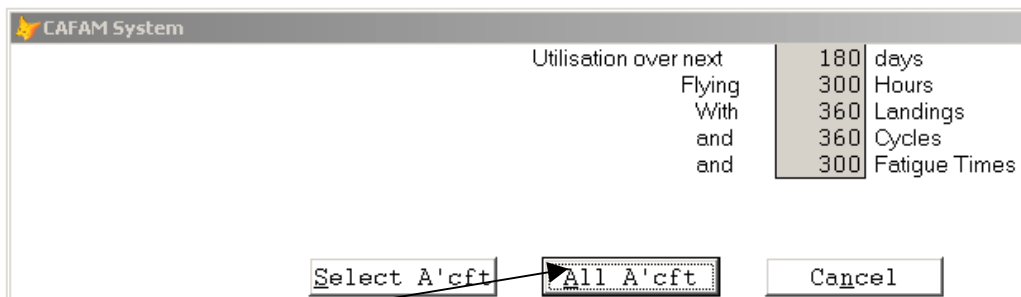 CAFAM System
Utilisation over next 180 days
Flying 300 Hours
With 360 Landings
and 360 Cycles
and 300 Fatigue Times
Select A'cft All A'cft Cancel